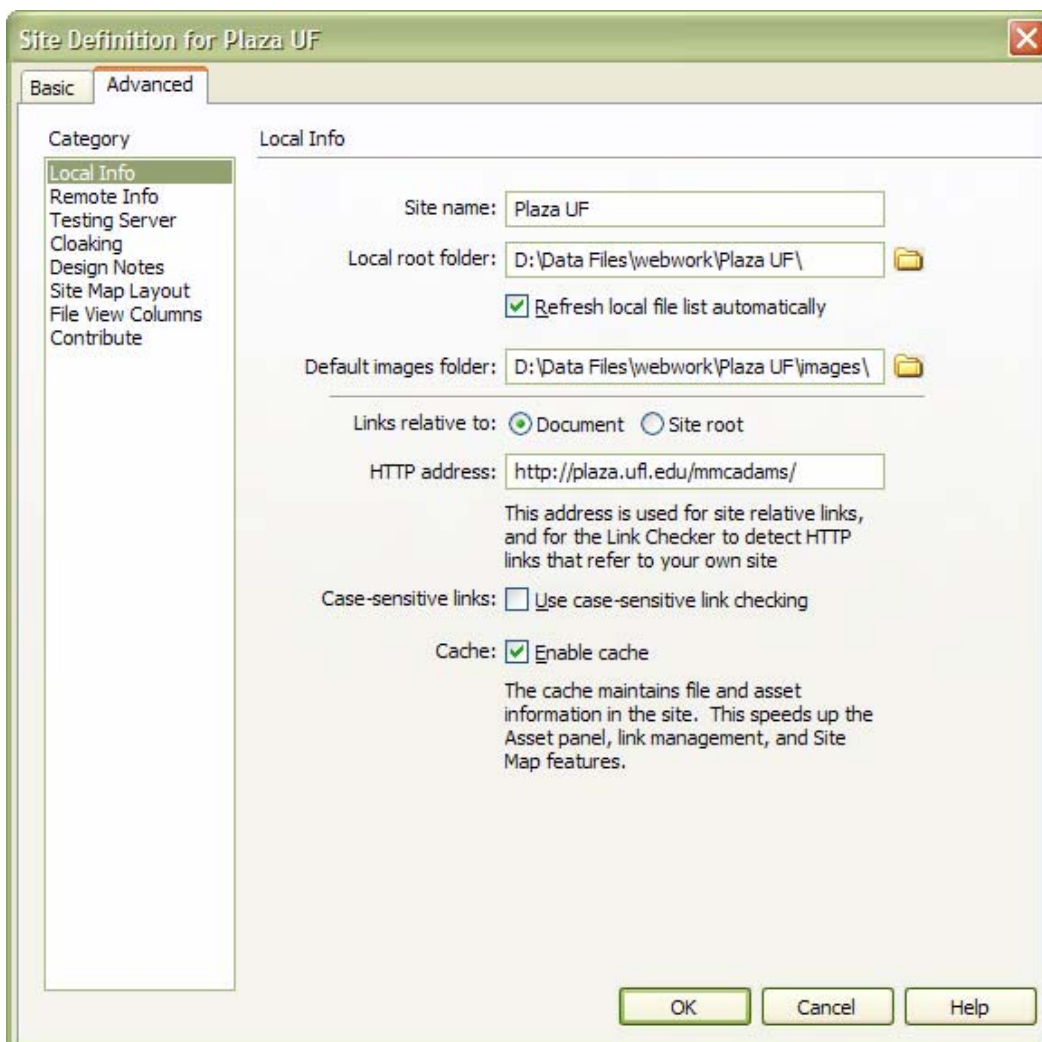 Site Definition for Plaza UF
Basic
Advanced
Category
Local Info
Remote Info
Testing Server
Cloaking
Design Notes
Site Map Layout
File View Columns
Contribute
Local Info
Site name: Plaza UF
Local root folder: D:\Data Files\webwork\Plaza UF\
Refresh local file list automatically
Default images folder: D:\Data Files\webwork\Plaza UF\images\
Links relative to: Document Site root
HTTP address: http://plaza.ufl.edu/mmcadams/
This address is used for site relative links,
and for the Link Checker to detect HTTP
links that refer to your own site
Case-sensitive links: Use case-sensitive link checking
Cache: Enable cache
The cache maintains file and asset
information in the site. This speeds up the
Asset panel, link management, and Site
Map features.
OK Cancel Help